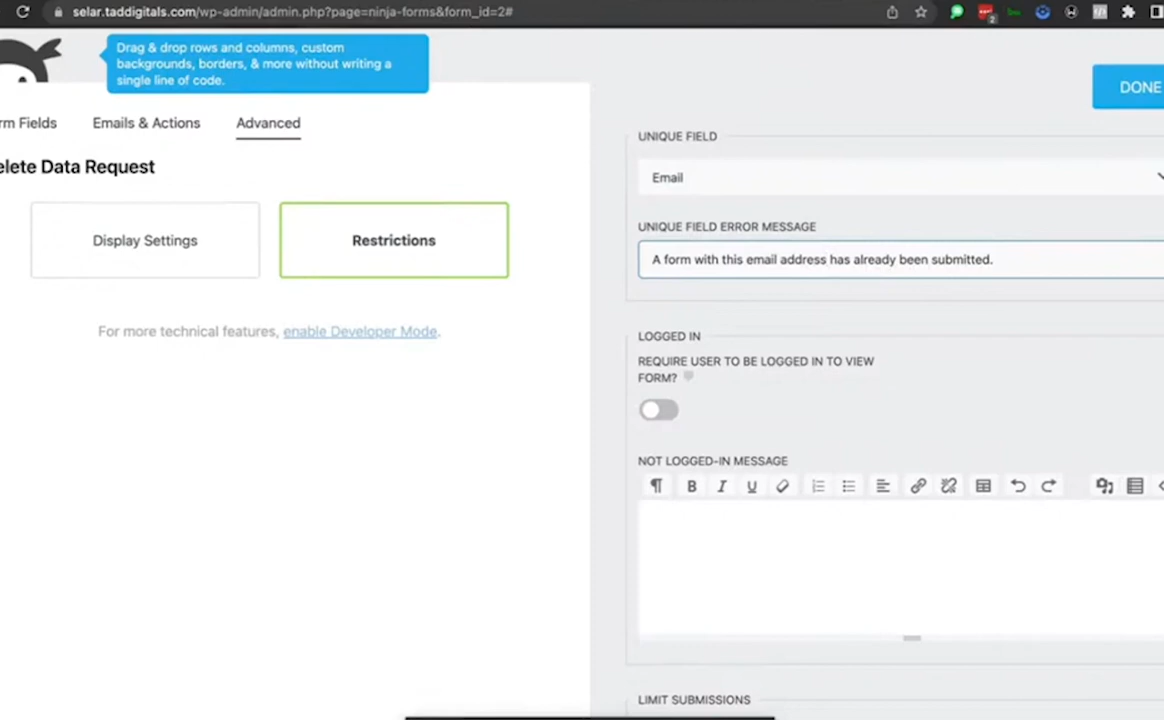 selar.taddigitals.com/wp-admin/admin.php?page=ninja-forms&form_id=2#
2
Drag & drop rows and columns, custom
backgrounds, borders, & more without writing a
single line of code.
DONE
rm Fields
Emails & Actions
Advanced
elete Data Request
Display Settings
Restrictions
For more technical features, enable Developer Mode.
UNIQUE FIELD
Email
UNIQUE FIELD ERROR MESSAGE
A form with this email address has already been submitted.
LOGGED IN
REQUIRE USER TO BE LOGGED IN TO VIEW
FORM?
NOT LOGGED-IN MESSAGE
B I U
LIMIT SUBMISSIONS